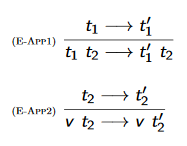 t₁ ⟶ t₁′
(E-App1)
t₁ t₂ ⟶ t₁′ t₂
t₂ ⟶ t₂′
(E-App2)
v t₂ ⟶ v t₂′